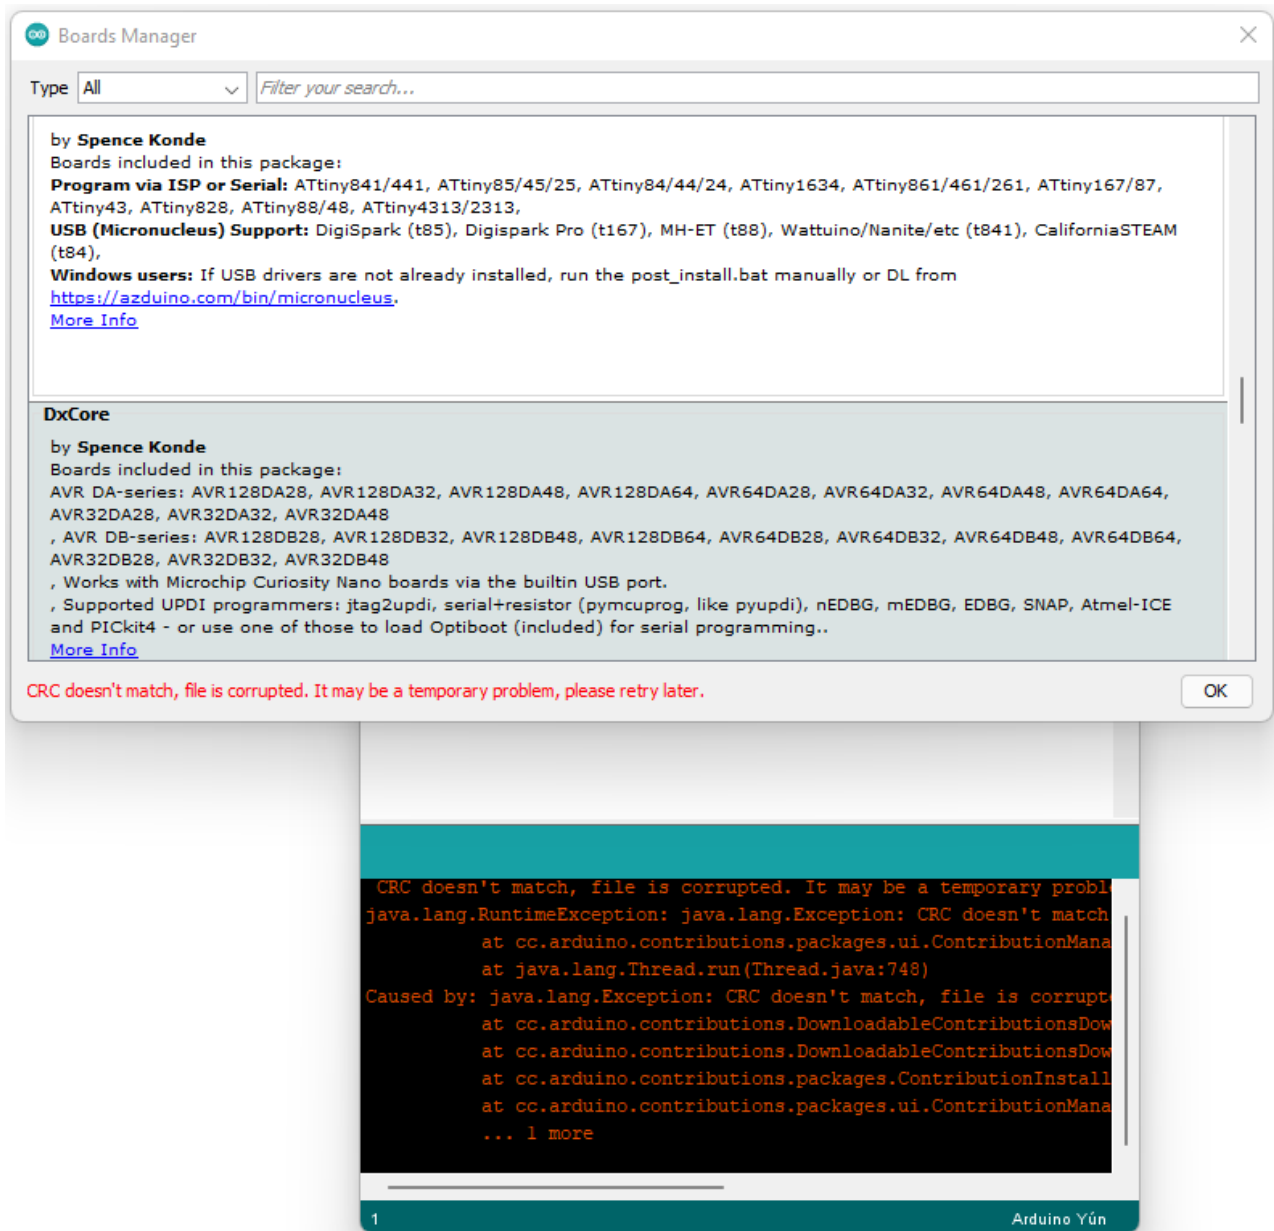 Boards Manager
Type All Filter your search...
by Spence Konde
Boards included in this package:
Program via ISP or Serial: ATtiny841/441, ATtiny85/45/25, ATtiny84/44/24, ATtiny1634, ATtiny861/461/261, ATtiny167/87,
ATtiny43, ATtiny828, ATtiny88/48, ATtiny4313/2313,
USB (Micronucleus) Support: DigiSpark (t85), Digispark Pro (t167), MH-ET (t88), Wattuino/Nanite/etc (t841), CaliforniaSTEAM
(t84),
Windows users: If USB drivers are not already installed, run the post_install.bat manually or DL from
https://azduino.com/bin/micronucleus.
More Info
DxCore
by Spence Konde
Boards included in this package:
AVR DA-series: AVR128DA28, AVR128DA32, AVR128DA48, AVR128DA64, AVR64DA28, AVR64DA32, AVR64DA48, AVR64DA64,
AVR32DA28, AVR32DA32, AVR32DA48
, AVR DB-series: AVR128DB28, AVR128DB32, AVR128DB48, AVR128DB64, AVR64DB28, AVR64DB32, AVR64DB48, AVR64DB64,
AVR32DB28, AVR32DB32, AVR32DB48
, Works with Microchip Curiosity Nano boards via the builtin USB port.
, Supported UPDI programmers: jtag2updi, serial+resistor (pymcuprog, like pyupdi), nEDBG, mEDBG, EDBG, SNAP, Atmel-ICE
and PICkit4 - or use one of those to load Optiboot (included) for serial programming..
More Info
CRC doesn't match, file is corrupted. It may be a temporary problem, please retry later.
OK
CRC doesn't match, file is corrupted. It may be a temporary probl
java.lang.RuntimeException: java.lang.Exception: CRC doesn't match
at cc.arduino.contributions.packages.ui.ContributionMana
at java.lang.Thread.run(Thread.java:748)
Caused by: java.lang.Exception: CRC doesn't match, file is corrupt
at cc.arduino.contributions.DownloadableContributionsDow
at cc.arduino.contributions.DownloadableContributionsDow
at cc.arduino.contributions.packages.ContributionInstall
at cc.arduino.contributions.packages.ui.ContributionMana
... 1 more
1 Arduino Yún